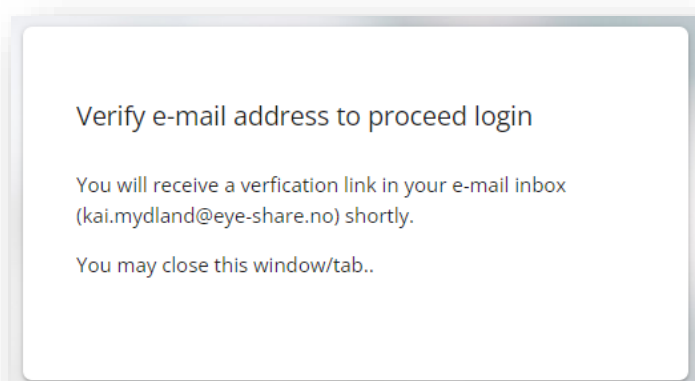 Verify e-mail address to proceed login
You will receive a verfication link in your e-mail inbox
(kai.mydland@eye-share.no) shortly.
You may close this window/tab..